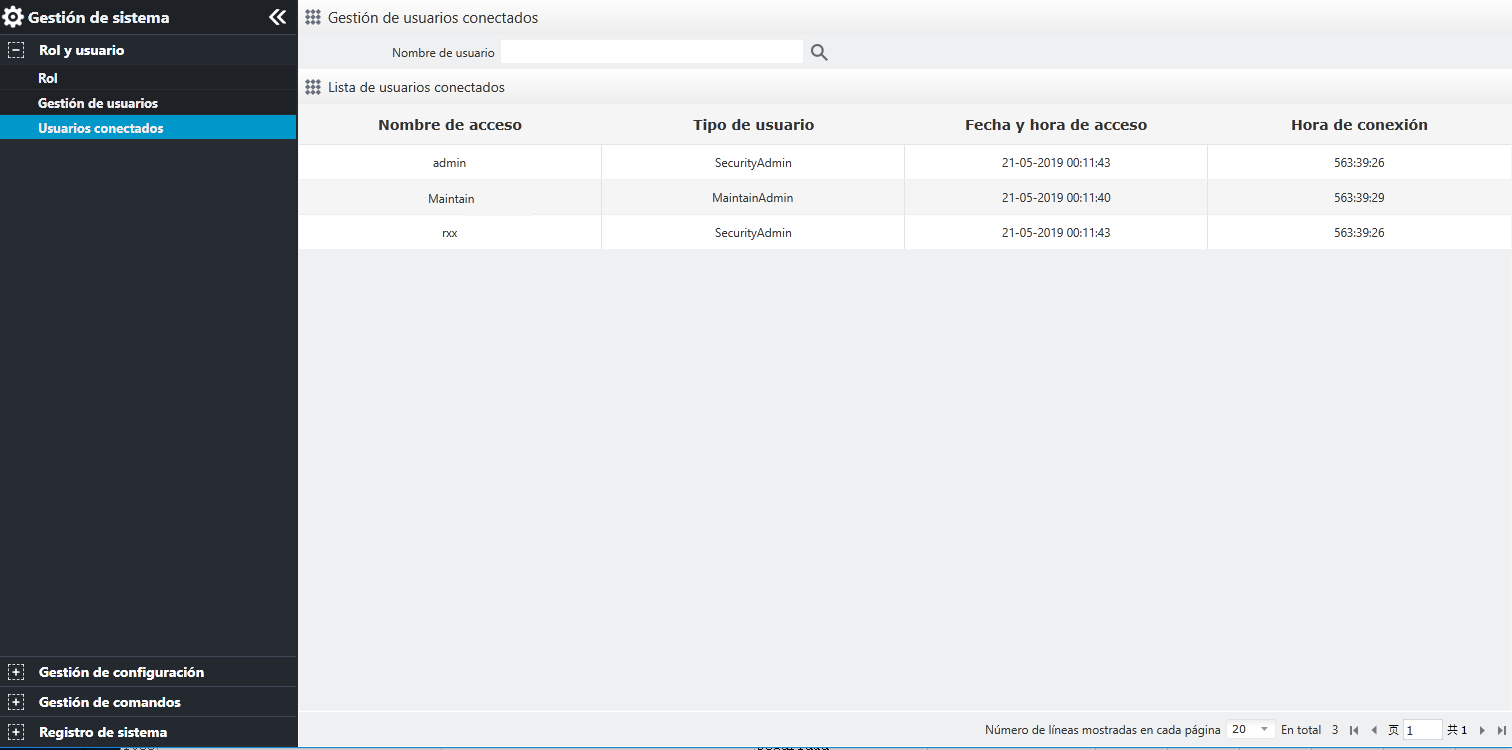 Gestión de sistema
Rol y usuario
Rol
Gestión de usuarios
Usuarios conectados
Gestión de configuración
Gestión de comandos
Registro de sistema
Gestión de usuarios conectados
Nombre de usuario
Lista de usuarios conectados
Nombre de acceso Tipo de usuario Fecha y hora de acceso Hora de conexión
admin SecurityAdmin 21-05-2019 00:11:43 563:39:26
Maintain MaintainAdmin 21-05-2019 00:11:40 563:39:29
rxx SecurityAdmin 21-05-2019 00:11:43 563:39:26
Número de líneas mostradas en cada página 20 En total 3 页 1 共 1